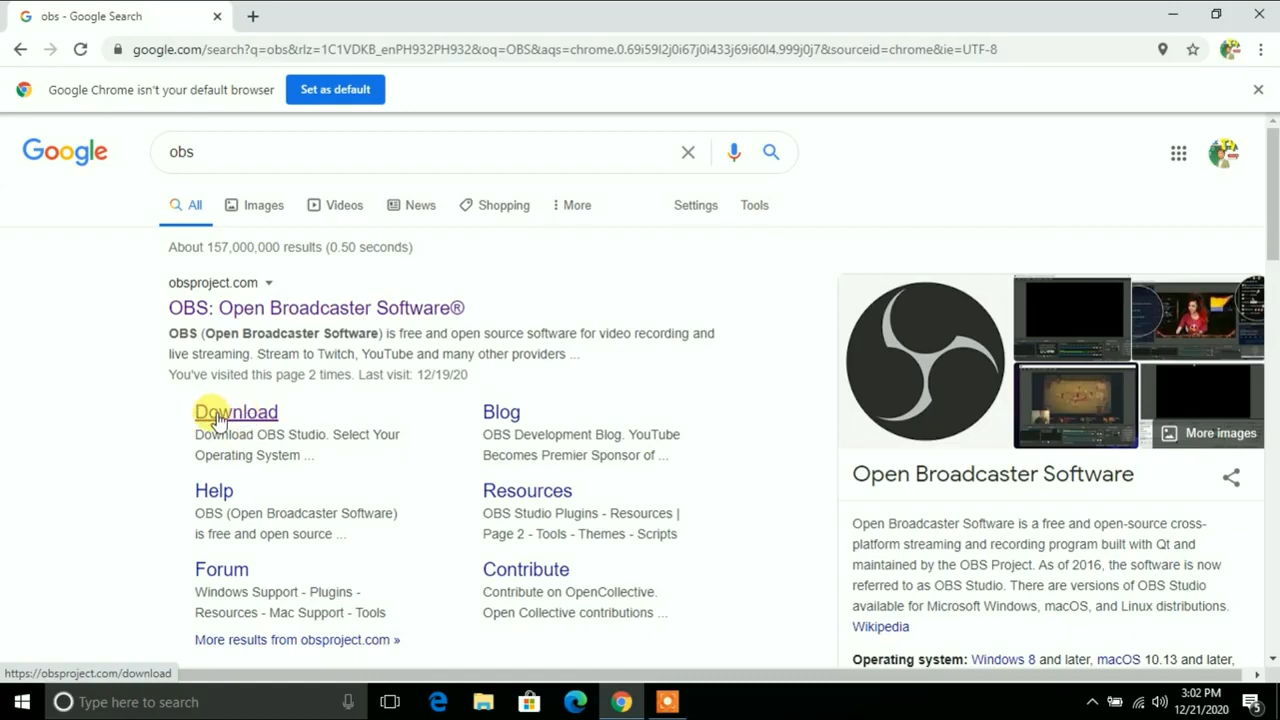 obs - Google Search
google.com/search?q=obs&rlz=1C1VDKB_enPH932PH932&oq=OBS&aqs=chrome.0.69i59l2j0i67j0i433j69i60l4.999j0j7&sourceid=chrome&ie=UTF-8
Google Chrome isn't your default browser
Set as default
Google
obs
All
Images
Videos
News
Shopping
More
Settings
Tools
About 157,000,000 results (0.50 seconds)
obsproject.com
OBS: Open Broadcaster Software®
OBS (Open Broadcaster Software) is free and open source software for video recording and
live streaming. Stream to Twitch, YouTube and many other providers ...
You've visited this page 2 times. Last visit: 12/19/20
Download
Download OBS Studio. Select Your
Operating System ...
Blog
OBS Development Blog. YouTube
Becomes Premier Sponsor of ...
Help
OBS (Open Broadcaster Software)
is free and open source ...
Resources
OBS Studio Plugins - Resources |
Page 2 - Tools - Themes - Scripts
Forum
Windows Support - Plugins -
Resources - Mac Support - Tools
Contribute
Contribute on OpenCollective.
Open Collective contributions ...
More results from obsproject.com »
More images
Open Broadcaster Software
Open Broadcaster Software is a free and open-source cross-
platform streaming and recording program built with Qt and
maintained by the OBS Project. As of 2016, the software is now
referred to as OBS Studio. There are versions of OBS Studio
available for Microsoft Windows, macOS, and Linux distributions.
Wikipedia
Operating system: Windows 8 and later, macOS 10.13 and later,
https://obsproject.com/download
Type here to search
3:02 PM
12/21/2020
5